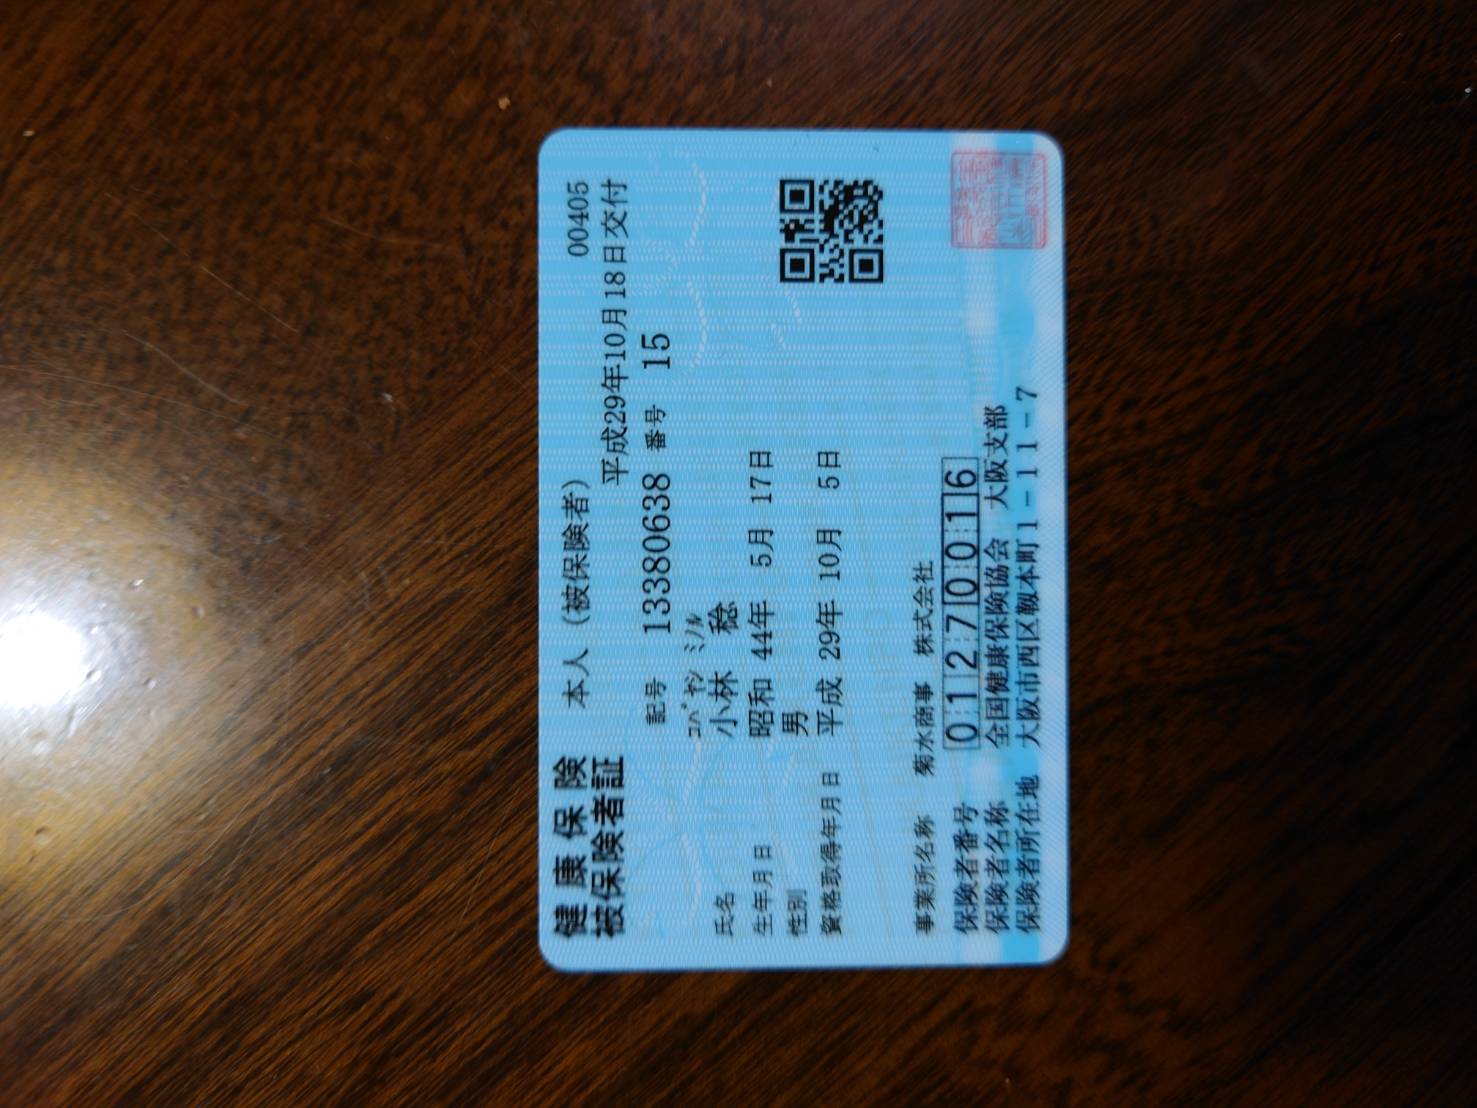 健康保険 本人（被保険者） 00405
被保険者証 平成29年10月18日交付
記号 13380638 番号 15
ｺﾊﾞﾔｼ ﾐﾉﾙ
氏名 小林 稔
生年月日 昭和 44年 5月 17日
性別 男
資格取得年月日 平成 29年 10月 5日
事業所名称 菊水商事 株式会社
保険者番号 01270016
保険者名称 全国健康保険協会 大阪支部
保険者所在地 大阪市西区靱本町1－11－7